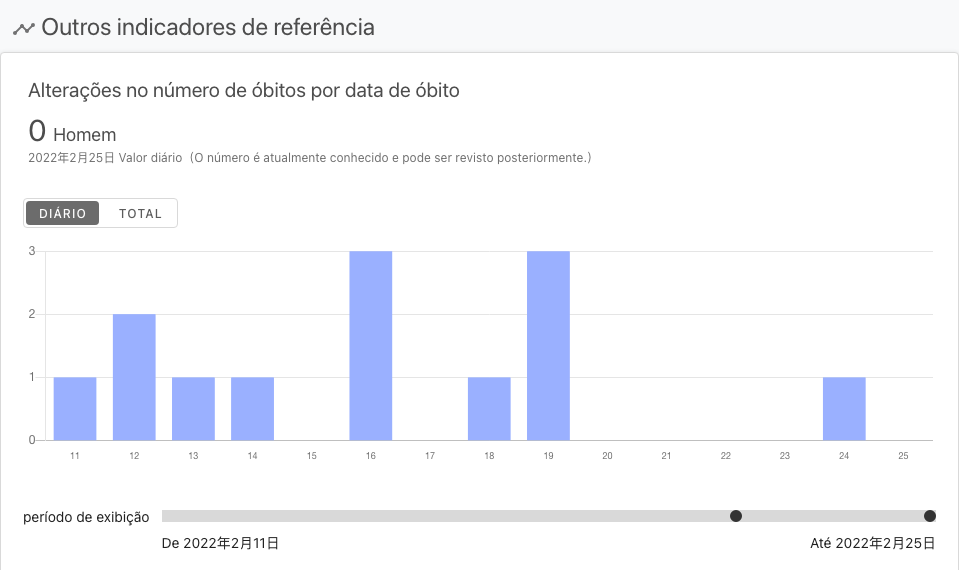 Outros indicadores de referência
Alterações no número de óbitos por data de óbito
0 Homem
2022年2月25日 Valor diário（O número é atualmente conhecido e pode ser revisto posteriormente.）
DIÁRIO TOTAL
3
2
1
0
11 12 13 14 15 16 17 18 19 20 21 22 23 24 25
período de exibição
De 2022年2月11日 Até 2022年2月25日